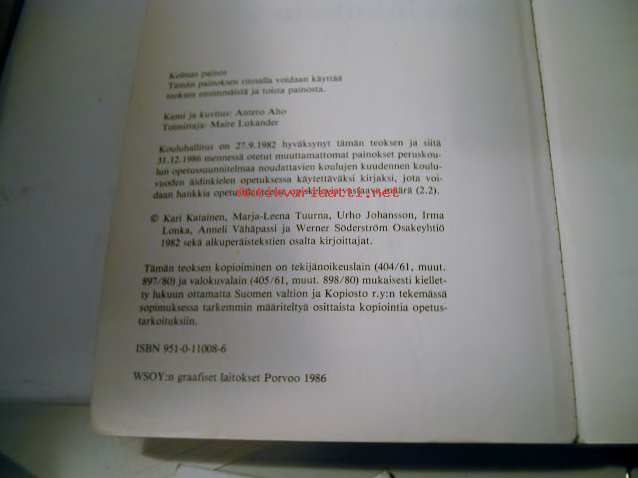 Kolmas painos
Tämän painoksen rinnalla voidaan käyttää
teoksen ensimmäistä ja toista painosta.
Kansi ja kuvitus: Antero Aho
Toimittaja: Maire Lukander
Kouluhallitus on 27.9.1982 hyväksynyt tämän teoksen ja siitä
31.12.1986 mennessä otetut muuttamattomat painokset peruskou-
lun opetussuunnitelmaa noudattavien koulujen kuudennen koulu-
vuoden äidinkielen opetuksessa käytettäväksi kirjaksi, jota voi-
daan hankkia opetusta vastaava määrä (2.2).
© Kari Katainen, Marja-Leena Tuurna, Urho Johansson, Irma
Lonka, Anneli Vähäpassi ja Werner Söderström Osakeyhtiö
1982 sekä alkuperäistekstien osalta kirjoittajat.
Tämän teoksen kopioiminen on tekijänoikeuslain (404/61, muut.
897/80) ja valokuvalain (405/61, muut. 898/80) mukaisesti kiellet-
ty lukuun ottamatta Suomen valtion ja Kopiosto r.y:n tekemässä
sopimuksessa tarkemmin määriteltyä osittaista kopiointia opetus-
tarkoituksiin.
ISBN 951-0-11008-6
WSOY:n graafiset laitokset Porvoo 1986